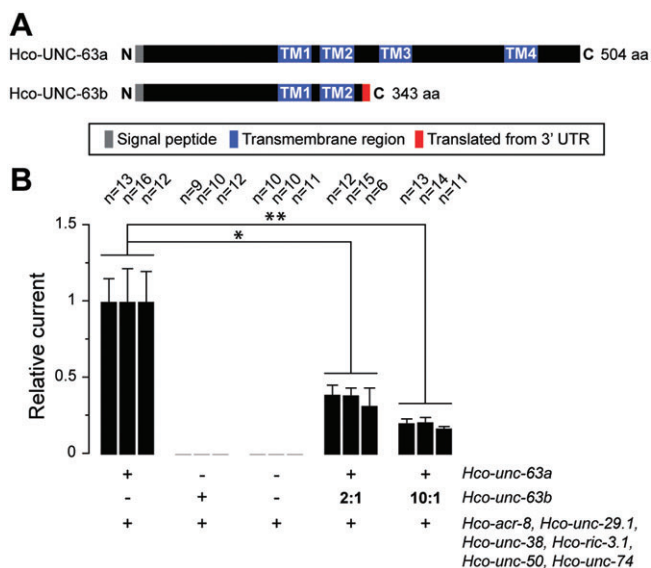 A
Hco-UNC-63a N TM1 TM2 TM3 TM4 C 504 aa
Hco-UNC-63b N TM1 TM2 C 343 aa
Signal peptide Transmembrane region Translated from 3' UTR
B
n=13 n=16 n=12 n=9 n=10 n=12 n=10 n=10 n=11 n=12 n=15 n=6 n=13 n=14 n=11
**
*
Relative current
1.5
1
0.5
0
+ - - + + Hco-unc-63a
- + - 2:1 10:1 Hco-unc-63b
+ + + + + Hco-acr-8, Hco-unc-29.1,
Hco-unc-38, Hco-ric-3.1,
Hco-unc-50, Hco-unc-74